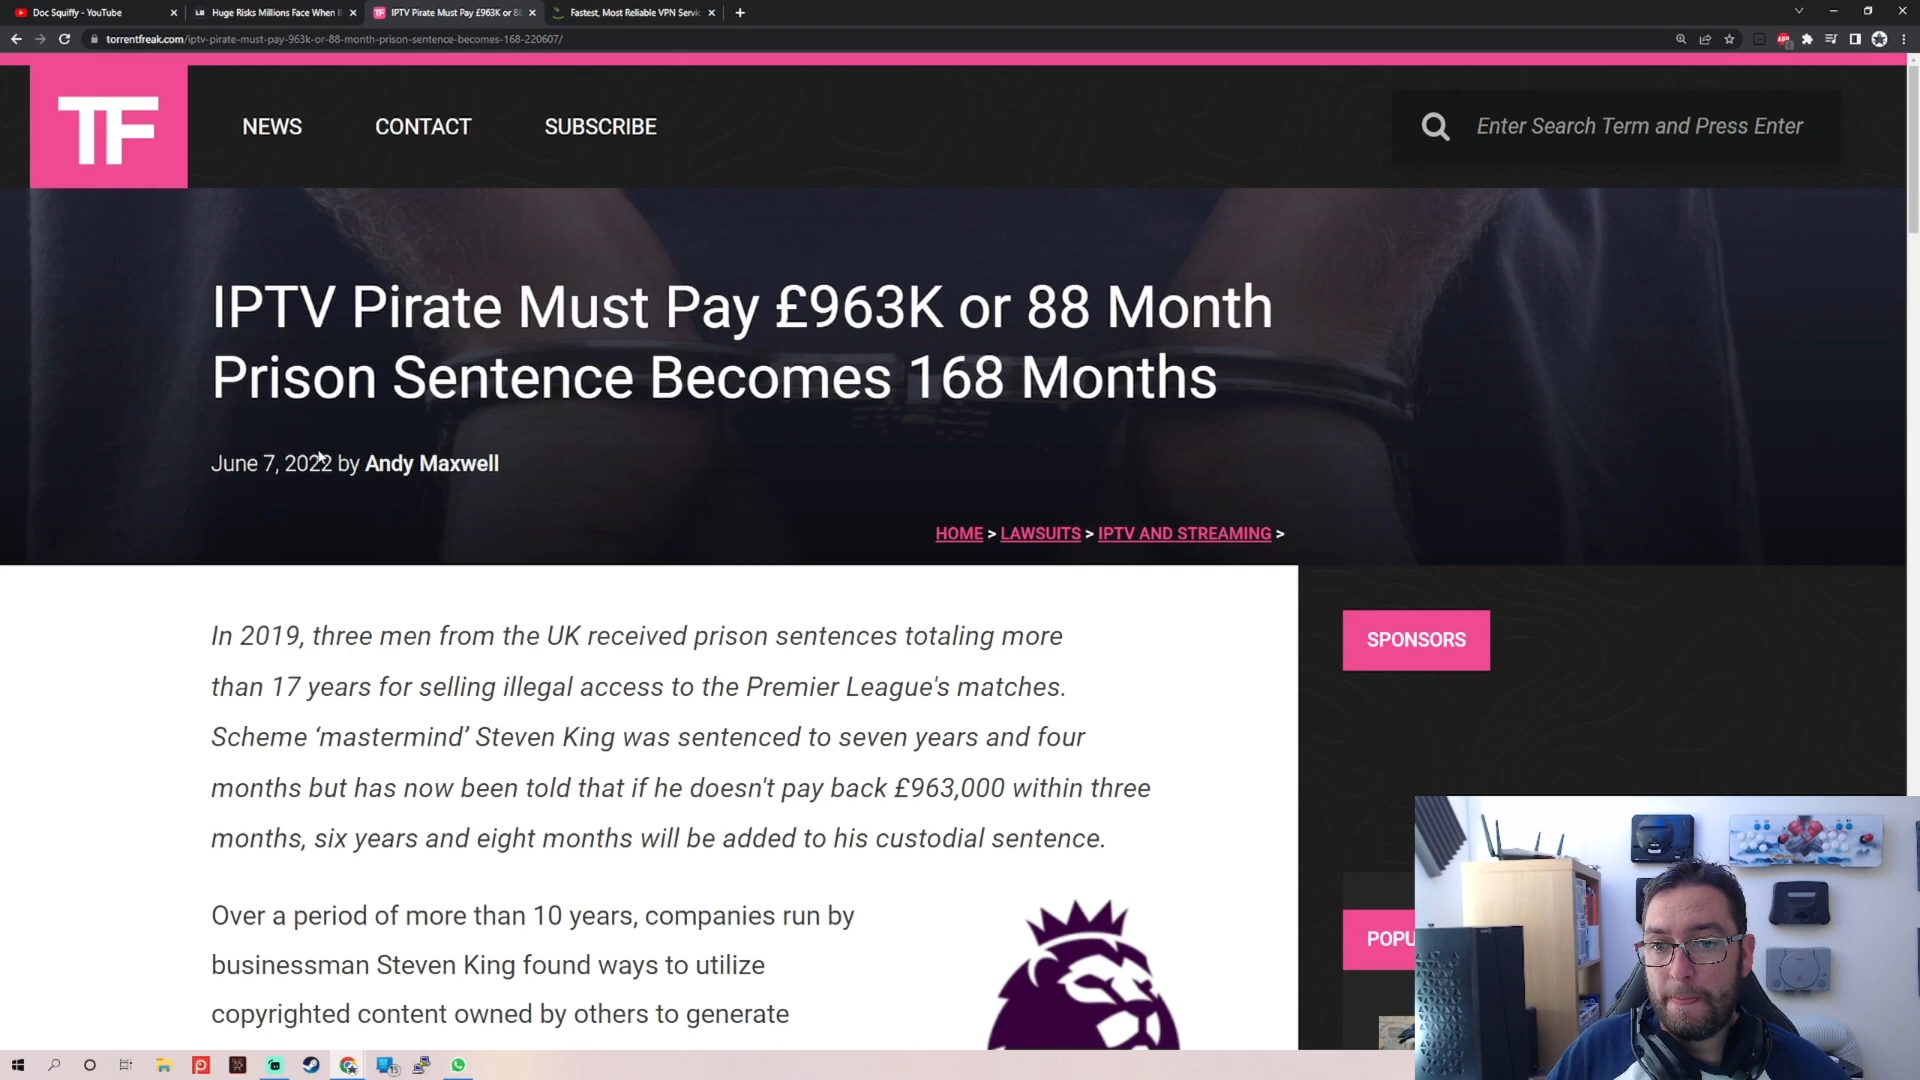 Doc Squiffy - YouTube
Huge Risks Millions Face When I
IPTV Pirate Must Pay £963K or 88
Fastest, Most Reliable VPN Servic
torrentfreak.com/iptv-pirate-must-pay-963k-or-88-month-prison-sentence-becomes-168-220607/
TF
NEWS
CONTACT
SUBSCRIBE
Enter Search Term and Press Enter
IPTV Pirate Must Pay £963K or 88 Month
Prison Sentence Becomes 168 Months
June 7, 2022 by Andy Maxwell
HOME > LAWSUITS > IPTV AND STREAMING >
In 2019, three men from the UK received prison sentences totaling more
than 17 years for selling illegal access to the Premier League's matches.
Scheme ‘mastermind’ Steven King was sentenced to seven years and four
months but has now been told that if he doesn't pay back £963,000 within three
months, six years and eight months will be added to his custodial sentence.
Over a period of more than 10 years, companies run by
businessman Steven King found ways to utilize
copyrighted content owned by others to generate
SPONSORS
POPU